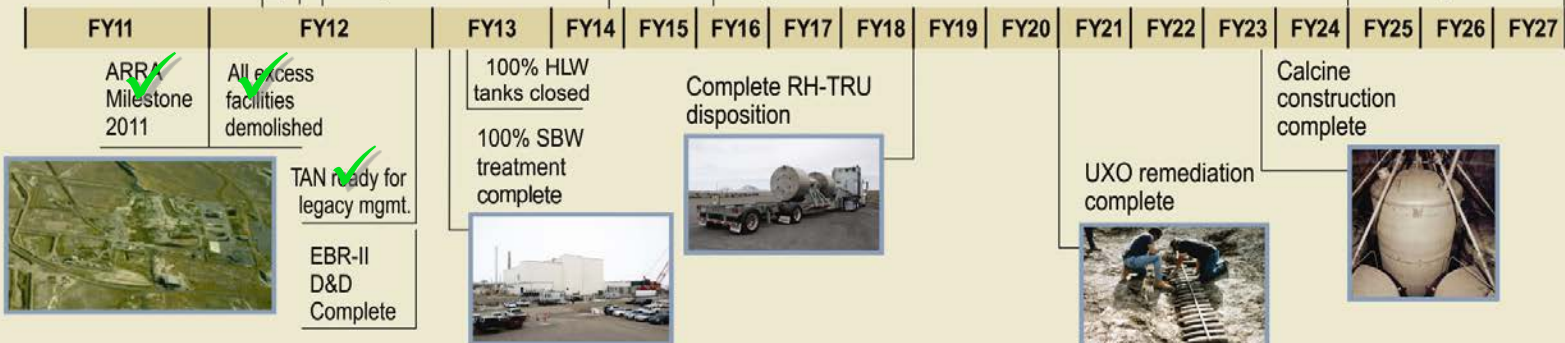 FY11 FY12 FY13 FY14 FY15 FY16 FY17 FY18 FY19 FY20 FY21 FY22 FY23 FY24 FY25 FY26 FY27
ARRA
Milestone
2011
All excess
facilities
demolished
TAN ready for
legacy mgmt.
EBR-II
D&D
Complete
100% HLW
tanks closed
100% SBW
treatment
complete
Complete RH-TRU
disposition
UXO remediation
complete
Calcine
construction
complete